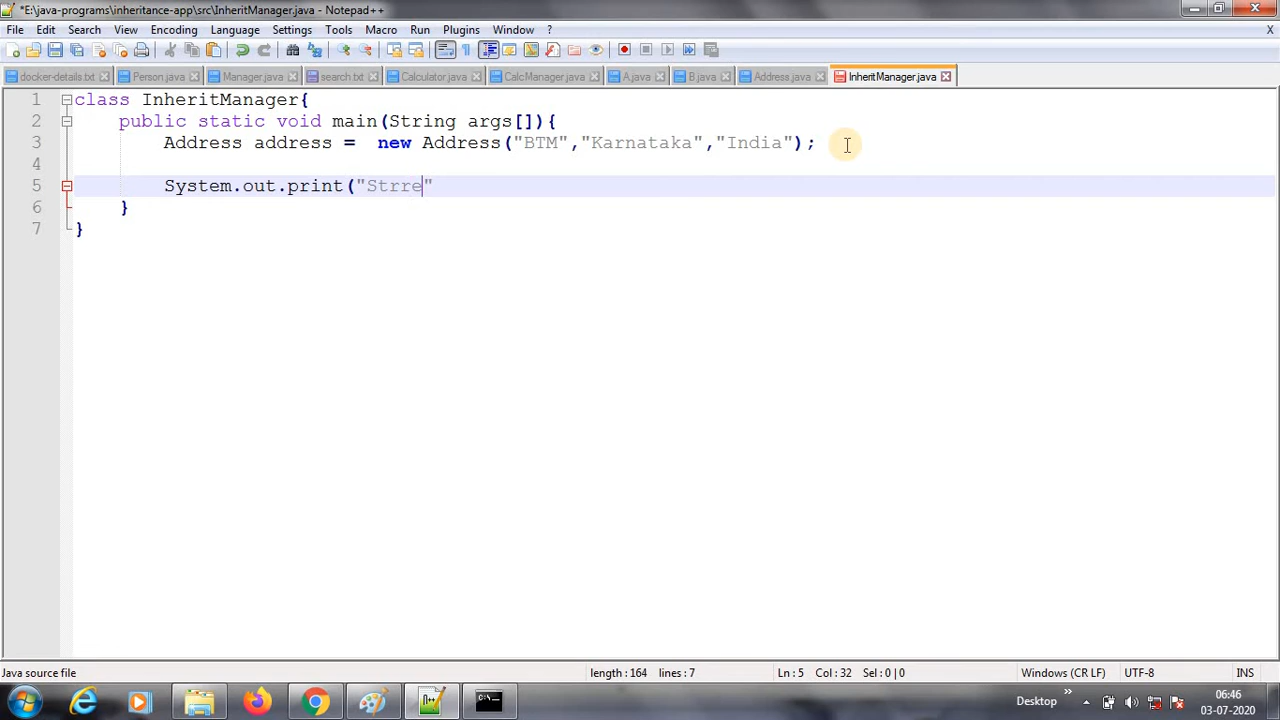 *E:\java-programs\inheritance-app\src\InheritManager.java - Notepad++
File Edit Search View Encoding Language Settings Tools Macro Run Plugins Window ? X
docker-details.txt Person.java Manager.java search.txt Calculator.java CalcManager.java A.java B.java Address.java InheritManager.java
1 class InheritManager{
2 public static void main(String args[]){
3 Address address =  new Address("BTM","Karnataka","India");
4
5 System.out.print("Strre"
6 }
7 }
Java source file length : 164 lines : 7 Ln : 5 Col : 32 Sel : 0 | 0 Windows (CR LF) UTF-8 INS
Desktop » 06:46
03-07-2020